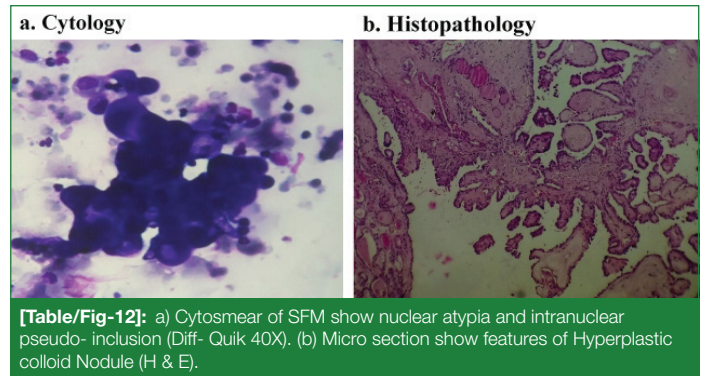 a. Cytology
b. Histopathology
[Table/Fig-12]: a) Cytosmear of SFM show nuclear atypia and intranuclear
pseudo- inclusion (Diff- Quik 40X). (b) Micro section show features of Hyperplastic
colloid Nodule (H & E).